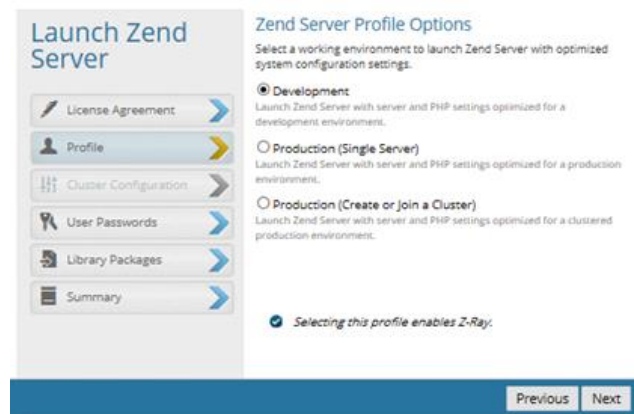 Launch Zend
Server
License Agreement
Profile
Cluster Configuration
User Passwords
Library Packages
Summary
Zend Server Profile Options
Select a working environment to launch Zend Server with optimized
system configuration settings.
Development
Launch Zend Server with server and PHP settings optimized for a
development environment.
Production (Single Server)
Launch Zend Server with server and PHP settings optimized for a production
environment.
Production (Create or Join a Cluster)
Launch Zend Server with server and PHP settings optimized for a clustered
production environment.
Selecting this profile enables Z-Ray.
Previous Next